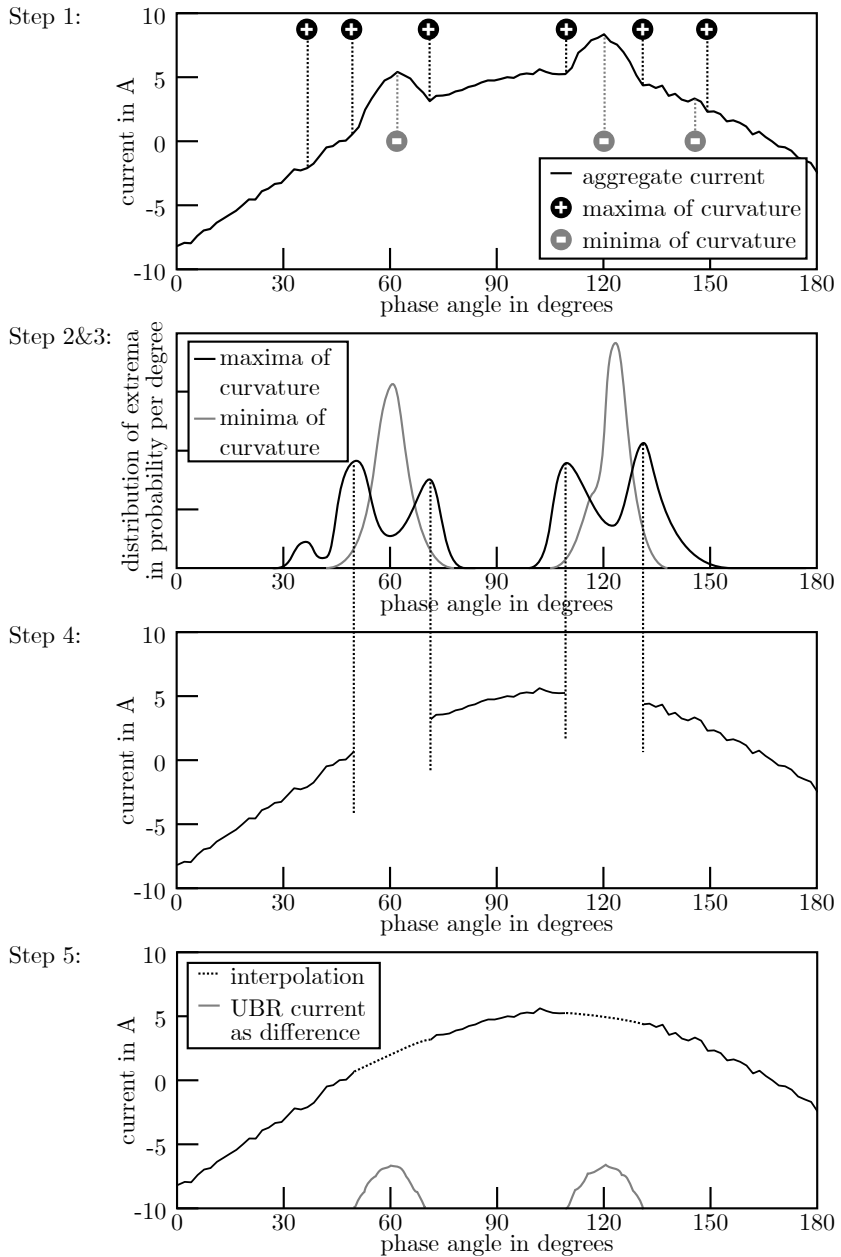 Step 1:
10
5
0
-5
-10
current in A
aggregate current
maxima of curvature
minima of curvature
0 30 60 90 120 150 180
phase angle in degrees
Step 2&3:
distribution of extrema
in probability per degree
maxima of
curvature
minima of
curvature
0 30 60 90 120 150 180
phase angle in degrees
Step 4:
10
5
0
-5
-10
current in A
0 30 60 90 120 150 180
phase angle in degrees
Step 5:
10
5
0
-5
-10
current in A
interpolation
UBR current
as difference
0 30 60 90 120 150 180
phase angle in degrees